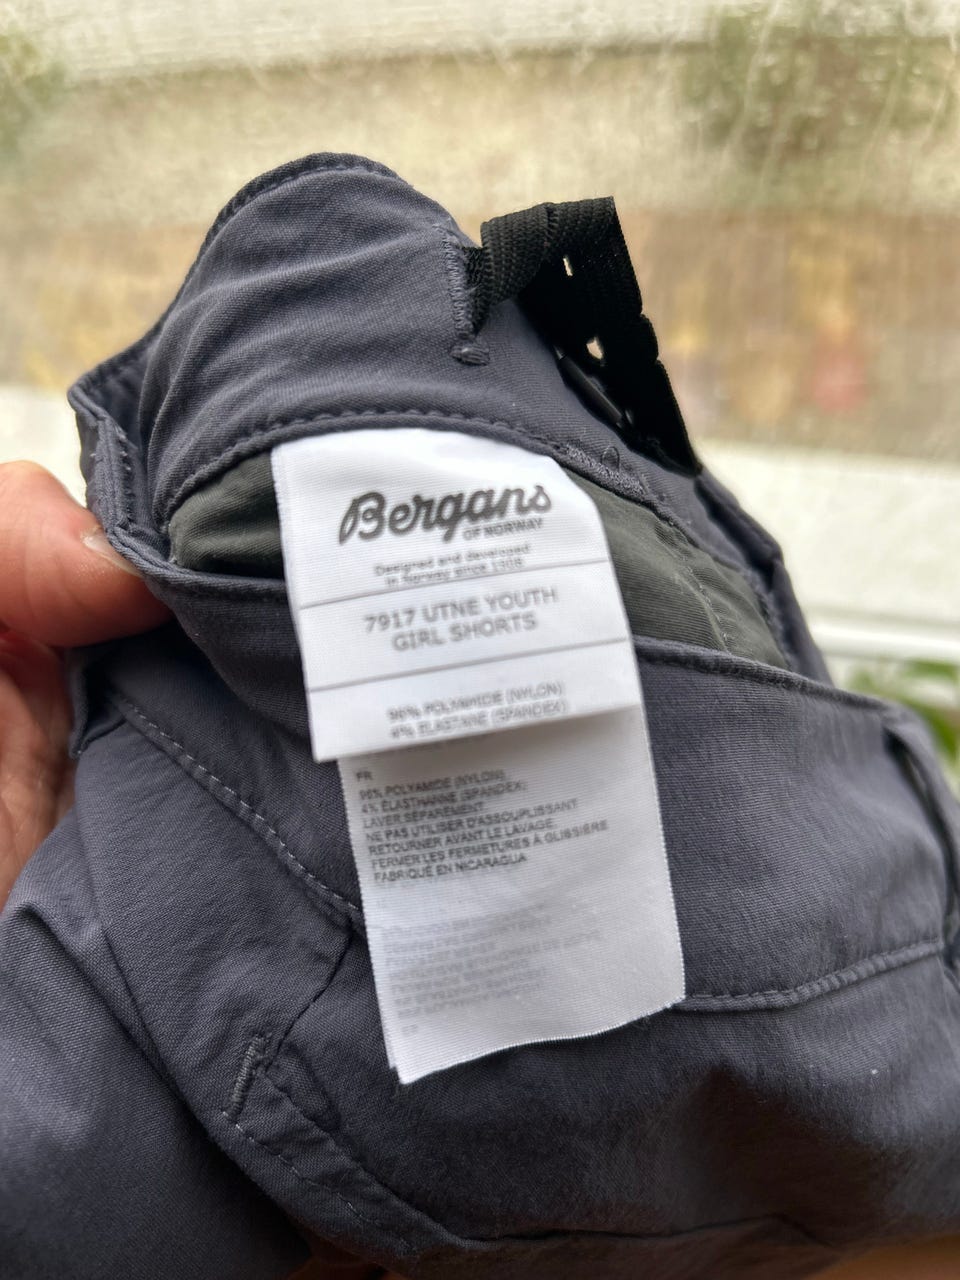 Bergans
OF NORWAY
Designed and developed
in Norway since 1908
7917 UTNE YOUTH
GIRL SHORTS
96% POLYAMIDE (NYLON)
4% ELASTANE (SPANDEX)
FR
96% POLYAMIDE (NYLON),
4% ÉLASTHANNE (SPANDEX)
LAVER SÉPARÉMENT.
NE PAS UTILISER D'ASSOUPLISSANT
RETOURNER AVANT LE LAVAGE.
FERMER LES FERMETURES À GLISSIÈRE
FABRIQUÉ EN NICARAGUA